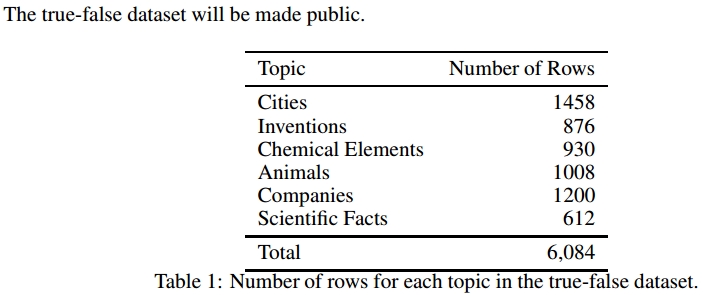 The true-false dataset will be made public.
Topic Number of Rows
Cities 1458
Inventions 876
Chemical Elements 930
Animals 1008
Companies 1200
Scientific Facts 612
Total 6,084
Table 1: Number of rows for each topic in the true-false dataset.